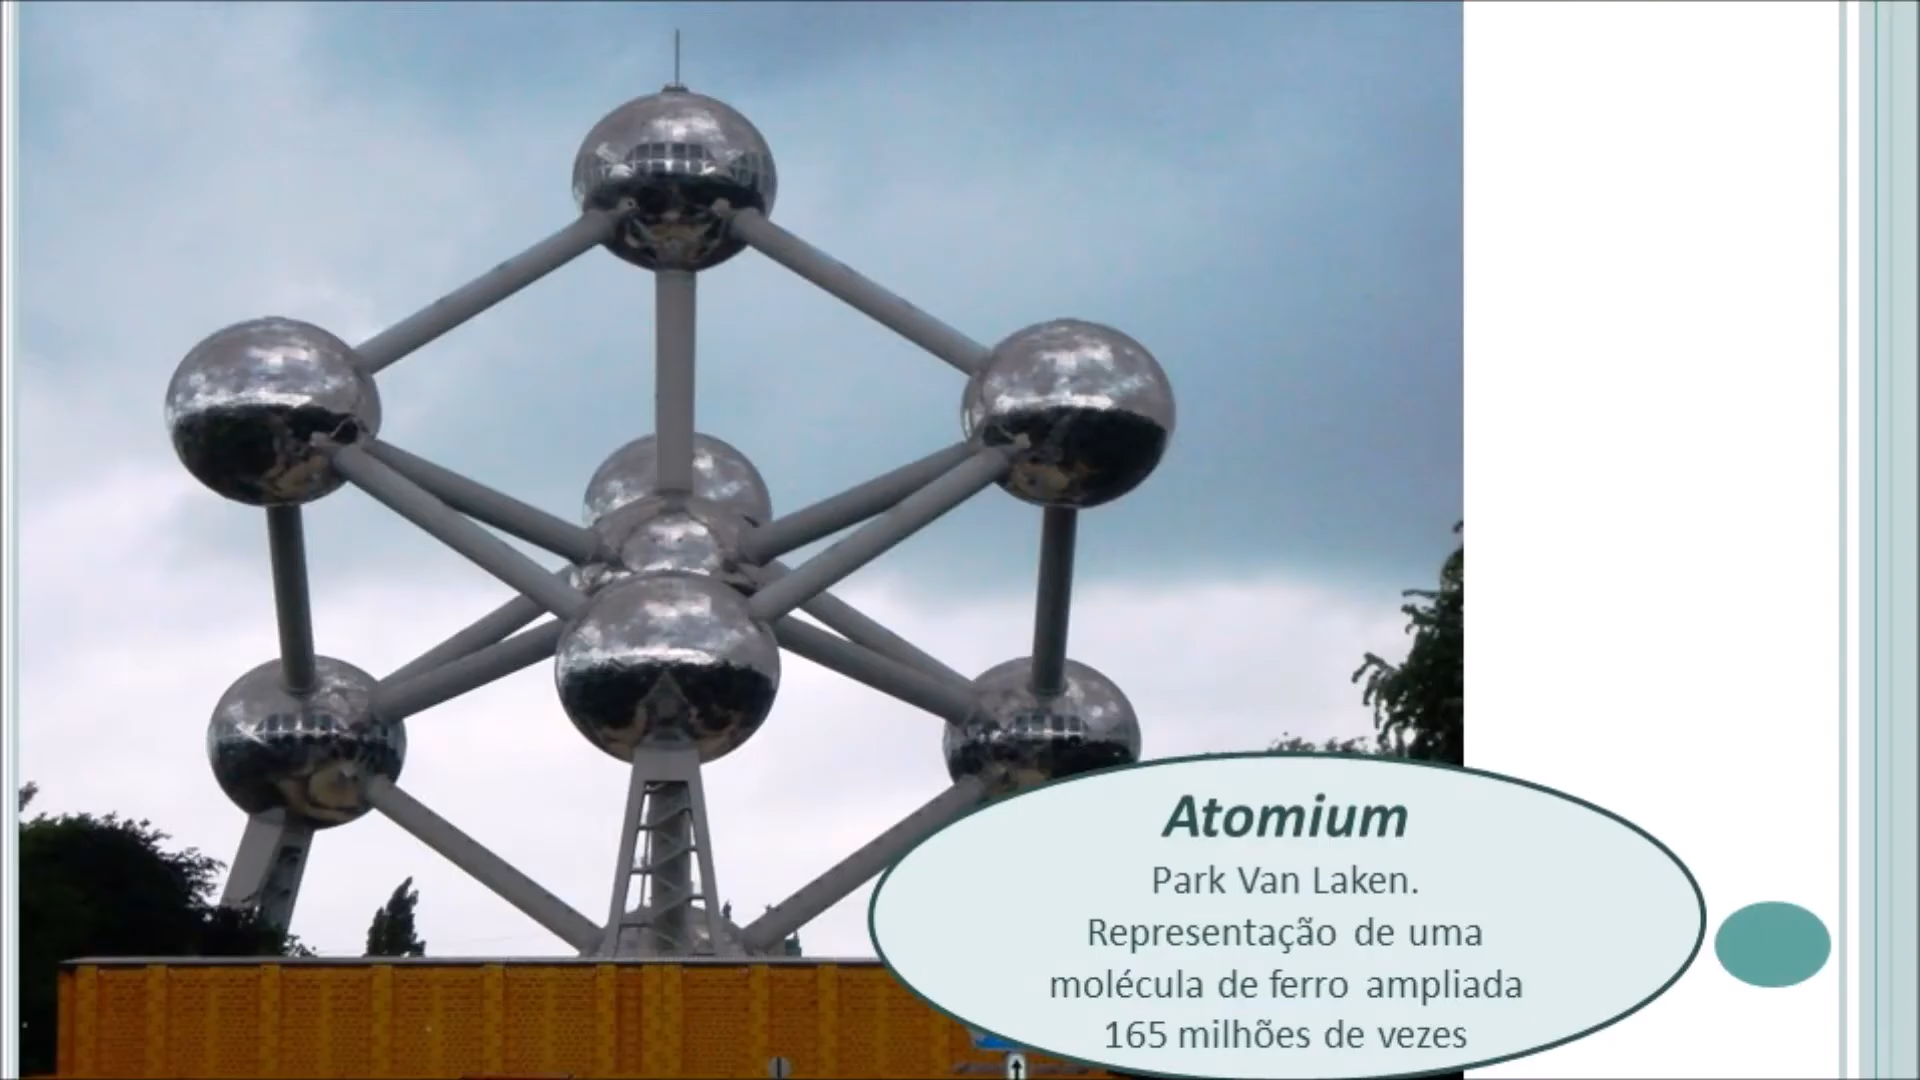 Atomium
Park Van Laken.
Representação de uma
molécula de ferro ampliada
165 milhões de vezes